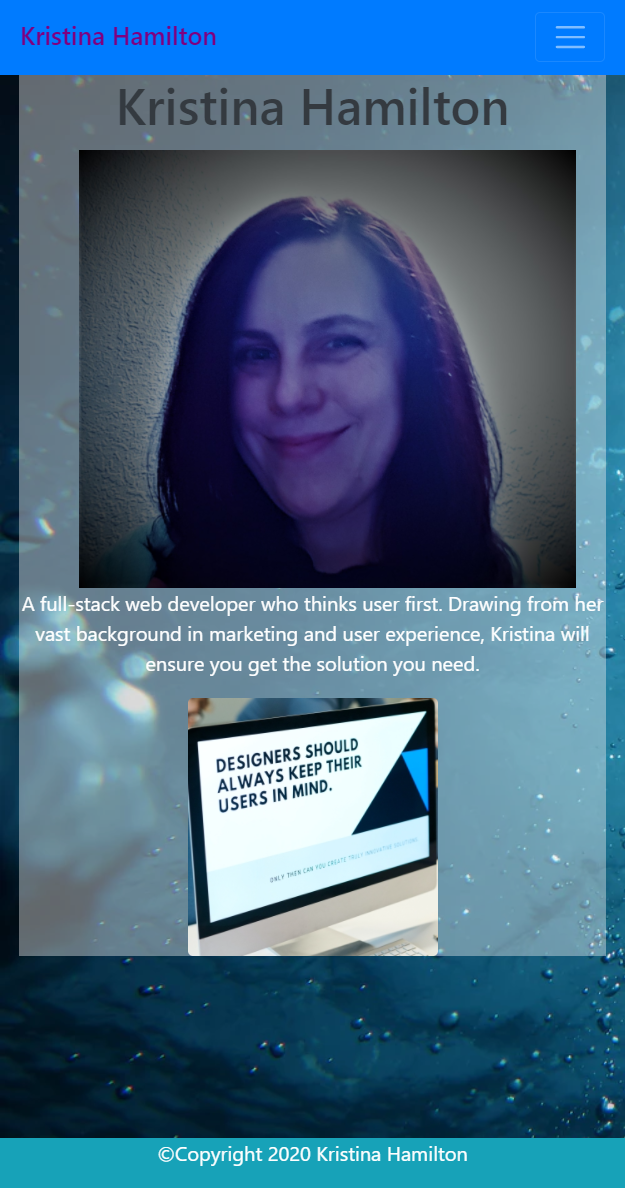 Kristina Hamilton
Kristina Hamilton
A full-stack web developer who thinks user first. Drawing from her
vast background in marketing and user experience, Kristina will
ensure you get the solution you need.
DESIGNERS SHOULD
ALWAYS KEEP THEIR
USERS IN MIND.
ONLY THEN CAN YOU CREATE TRULY INNOVATIVE SOLUTIONS.
©Copyright 2020 Kristina Hamilton